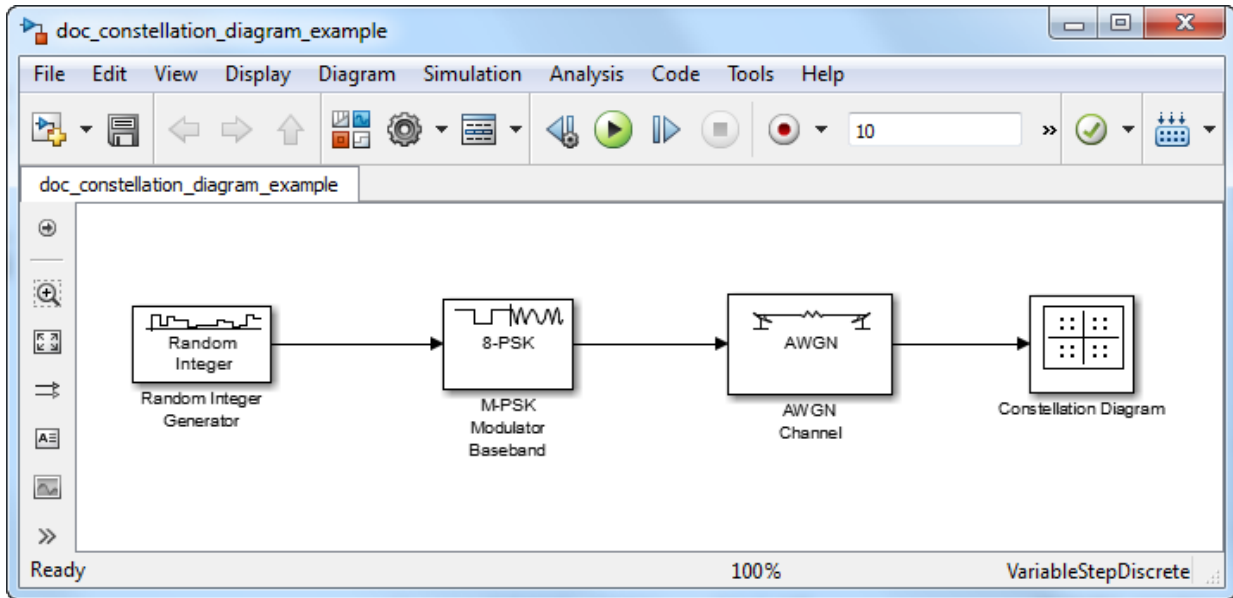 doc_constellation_diagram_example
File Edit View Display Diagram Simulation Analysis Code Tools Help
10
doc_constellation_diagram_example
Random
Integer
Random Integer
Generator
8-PSK
M-PSK
Modulator
Baseband
AWGN
AWGN
Channel
Constellation Diagram
Ready 100% VariableStepDiscrete